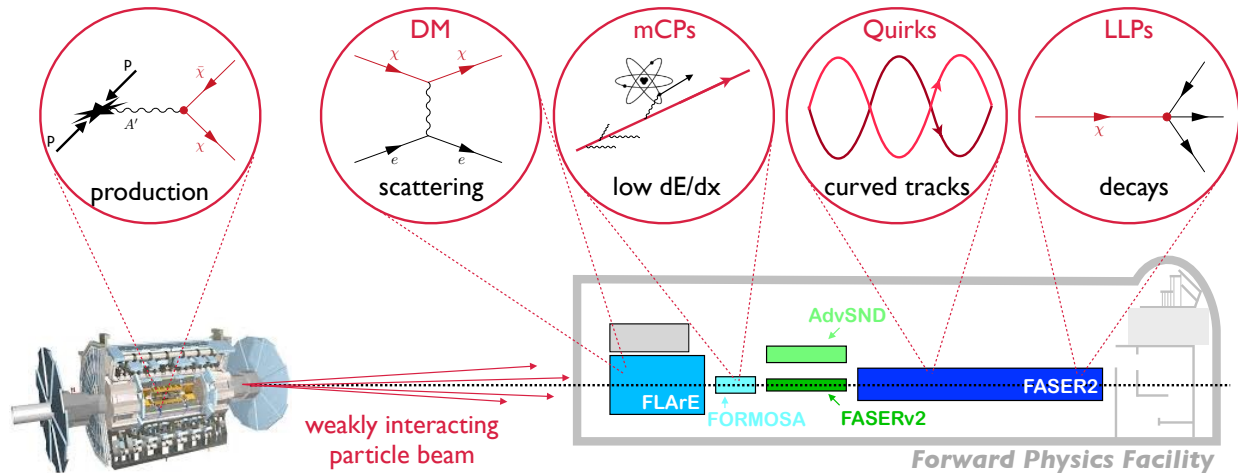 DM
mCPs
Quirks
LLPs
P
P
A′
χ̄
χ
production
χ
χ
e
e
scattering
low dE/dx
curved tracks
χ
decays
AdvSND
FLArE
FORMOSA
FASERν2
FASER2
weakly interacting
particle beam
Forward Physics Facility